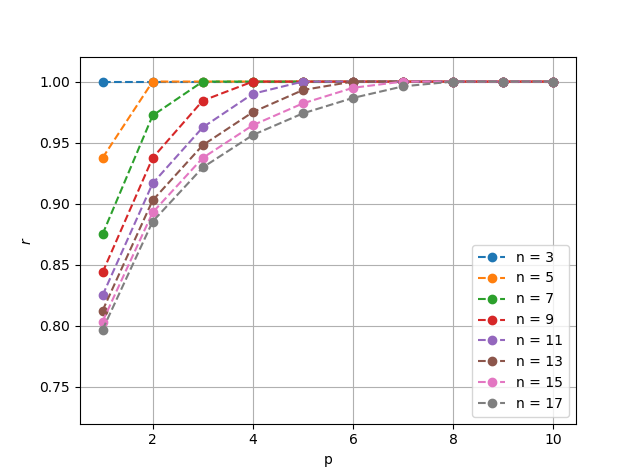 1.00
0.95
0.90
0.85
0.80
0.75
r
n = 3
n = 5
n = 7
n = 9
n = 11
n = 13
n = 15
n = 17
2 4 6 8 10
p